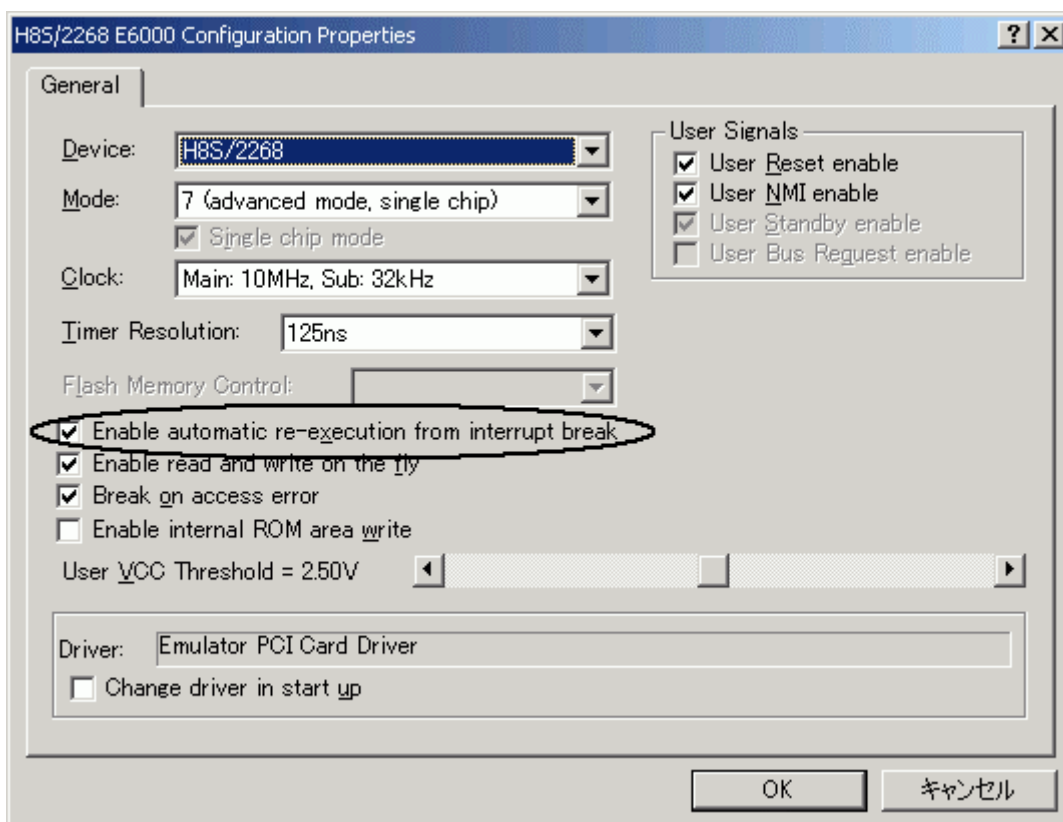 H8S/2268 E6000 Configuration Properties
General
Device: H8S/2268
Mode: 7 (advanced mode, single chip)
Single chip mode
Clock: Main: 10MHz, Sub: 32kHz
Timer Resolution: 125ns
Flash Memory Control:
Enable automatic re-execution from interrupt break
Enable read and write on the fly
Break on access error
Enable internal ROM area write
User VCC Threshold = 2.50V
User Signals
User Reset enable
User NMI enable
User Standby enable
User Bus Request enable
Driver: Emulator PCI Card Driver
Change driver in start up
OK
キャンセル